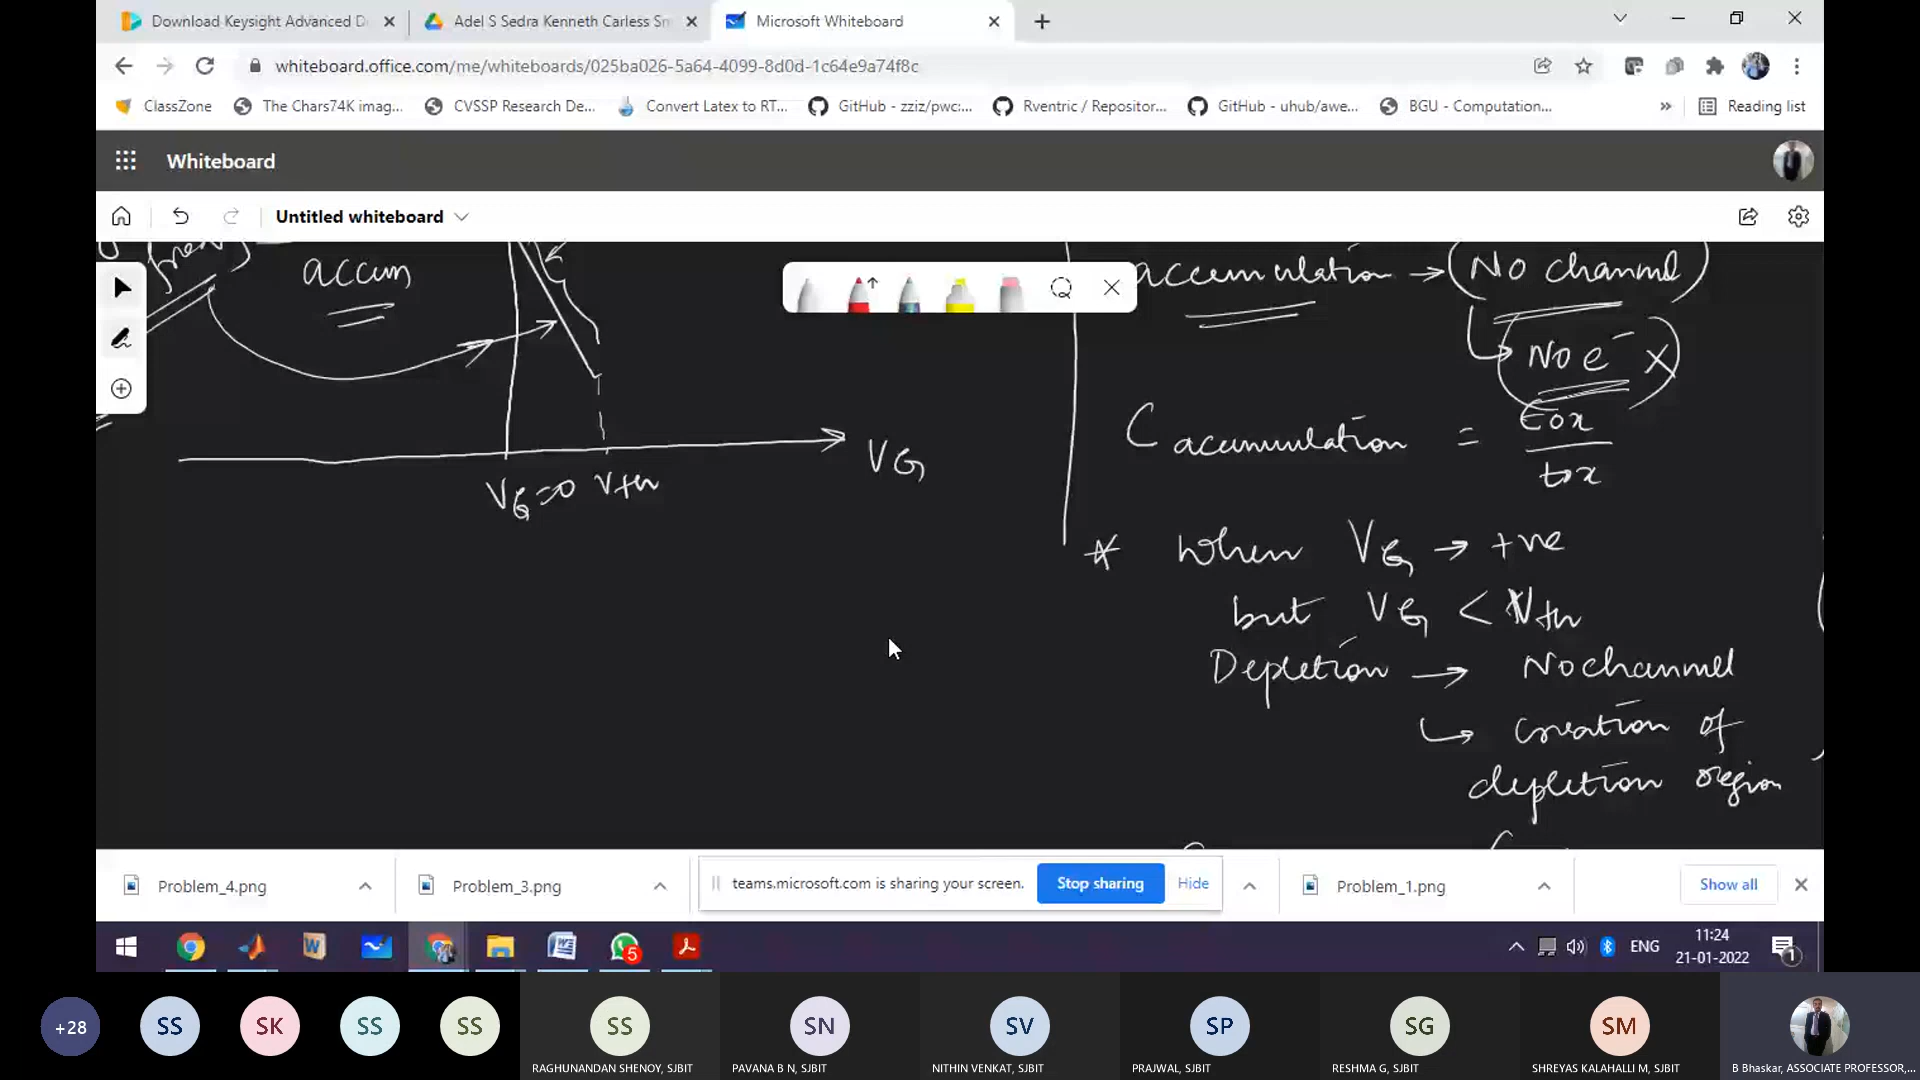 Download Keysight Advanced D
Adel S Sedra Kenneth Carless Sm
Microsoft Whiteboard
whiteboard.office.com/me/whiteboards/025ba026-5a64-4099-8d0d-1c64e9a74f8c
ClassZone
The Chars74K imag...
CVSSP Research De...
Convert Latex to RT...
GitHub - zziz/pwc:...
Rventric / Repositor...
GitHub - uhub/awe...
BGU - Computation...
»
Reading list
Whiteboard
Untitled whiteboard
accum
VG
VG=0 Vtn
accumulation → (No channel)
No e⁻ X
C acumulation = εox / tox
* When VG → +ve
but VG < Vtn
Depletion → No channel
↳ creation of
depletion region
Problem_4.png
Problem_3.png
teams.microsoft.com is sharing your screen.
Stop sharing
Hide
Problem_1.png
Show all
5
ENG
11:24
21-01-2022
1
+28
SS
SK
SS
SS
SS
RAGHUNANDAN SHENOY, SJBIT
SN
PAVANA B N, SJBIT
SV
NITHIN VENKAT, SJBIT
SP
PRAJWAL, SJBIT
SG
RESHMA G, SJBIT
SM
SHREYAS KALAHALLI M, SJBIT
B Bhaskar, ASSOCIATE PROFESSOR,...